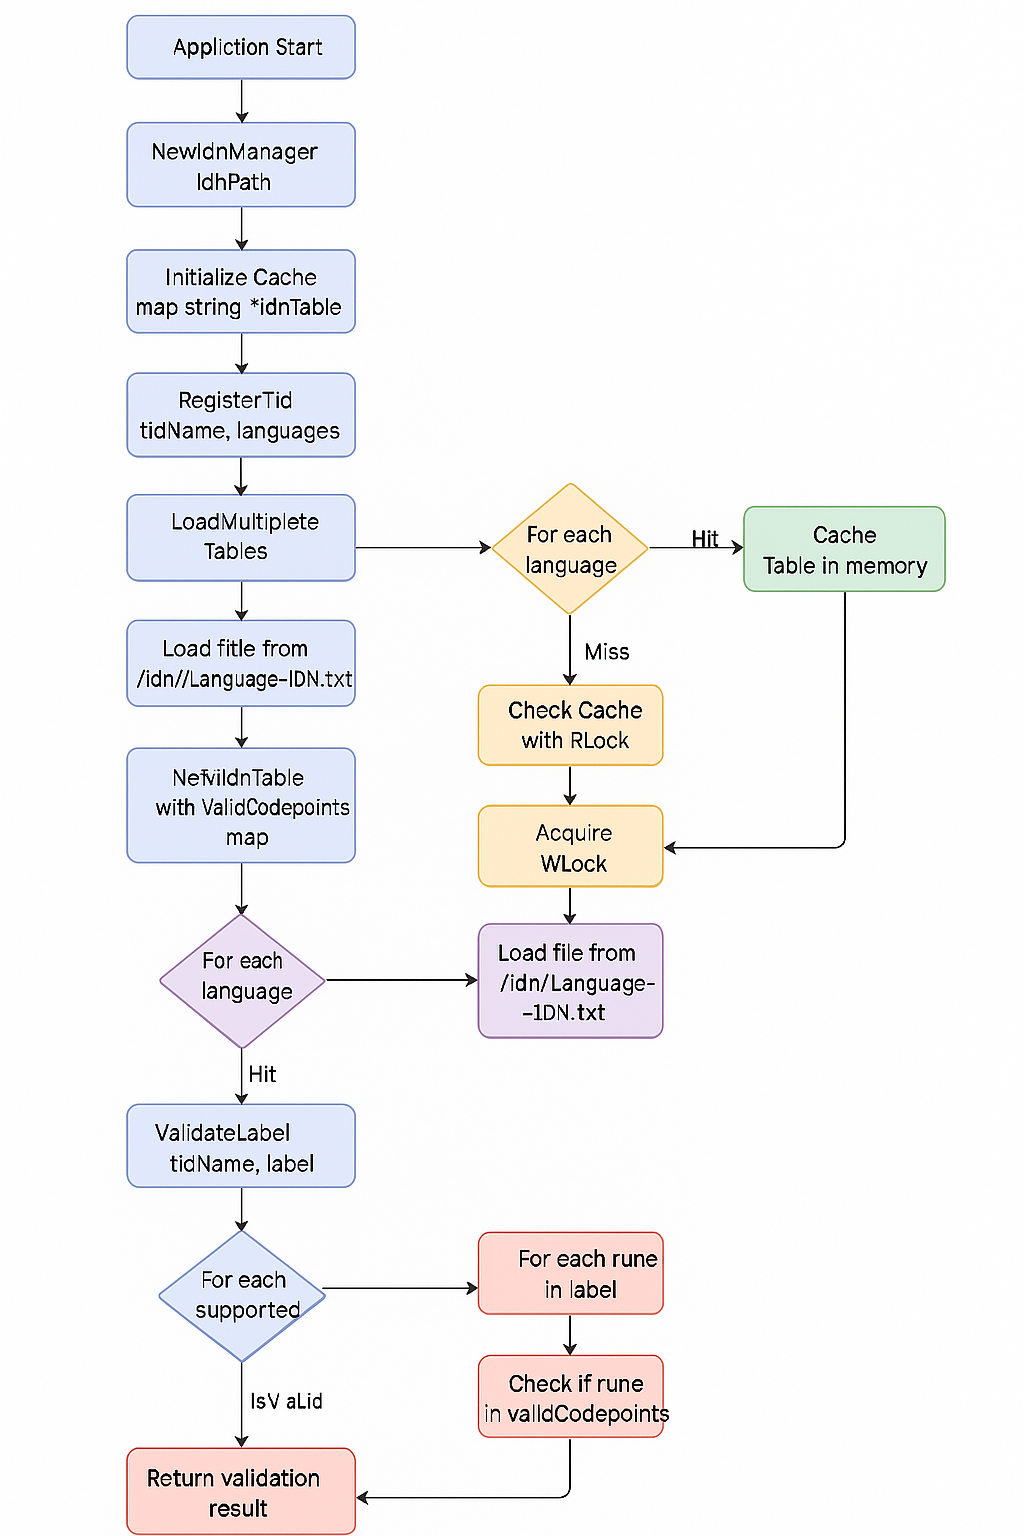 Appliction Start
NewIdnManager
IdhPath
Initialize Cache
map string *idnTable
RegisterTid
tidName, languages
LoadMultiplete
Tables
For each
language
Hit
Cache
Table in memory
Miss
Load fitle from
/idn//Language-IDN.txt
Check Cache
with RLock
with ValidCodepoints
map
Acquire
WLock
For each
language
Load file from
/idn/Language-
-1DN.txt
Hit
ValidateLabel
tidName, label
For each
supported
For each rune
in label
IsV aLid
Check if rune
in valldCodepoints
Return validation
result